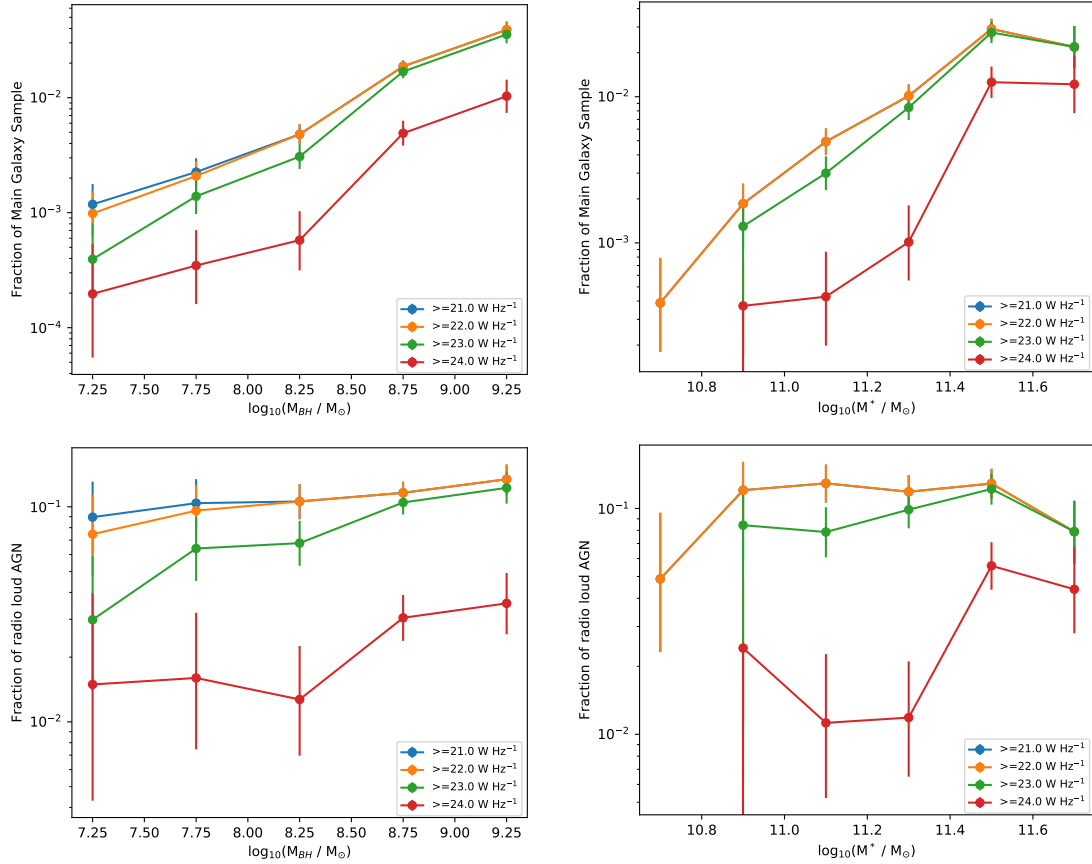 Fraction of Main Galaxy Sample
10⁻²
10⁻³
10⁻⁴
7.25 7.50 7.75 8.00 8.25 8.50 8.75 9.00 9.25
log₁₀(M_BH / M_⊙)
>=21.0 W Hz⁻¹
>=22.0 W Hz⁻¹
>=23.0 W Hz⁻¹
>=24.0 W Hz⁻¹
Fraction of Main Galaxy Sample
10⁻²
10⁻³
10.8 11.0 11.2 11.4 11.6
log₁₀(M* / M_⊙)
>=21.0 W Hz⁻¹
>=22.0 W Hz⁻¹
>=23.0 W Hz⁻¹
>=24.0 W Hz⁻¹
Fraction of radio loud AGN
10⁻¹
10⁻²
7.25 7.50 7.75 8.00 8.25 8.50 8.75 9.00 9.25
log₁₀(M_BH / M_⊙)
>=21.0 W Hz⁻¹
>=22.0 W Hz⁻¹
>=23.0 W Hz⁻¹
>=24.0 W Hz⁻¹
Fraction of radio loud AGN
10⁻¹
10⁻²
10.8 11.0 11.2 11.4 11.6
log₁₀(M* / M_⊙)
>=21.0 W Hz⁻¹
>=22.0 W Hz⁻¹
>=23.0 W Hz⁻¹
>=24.0 W Hz⁻¹